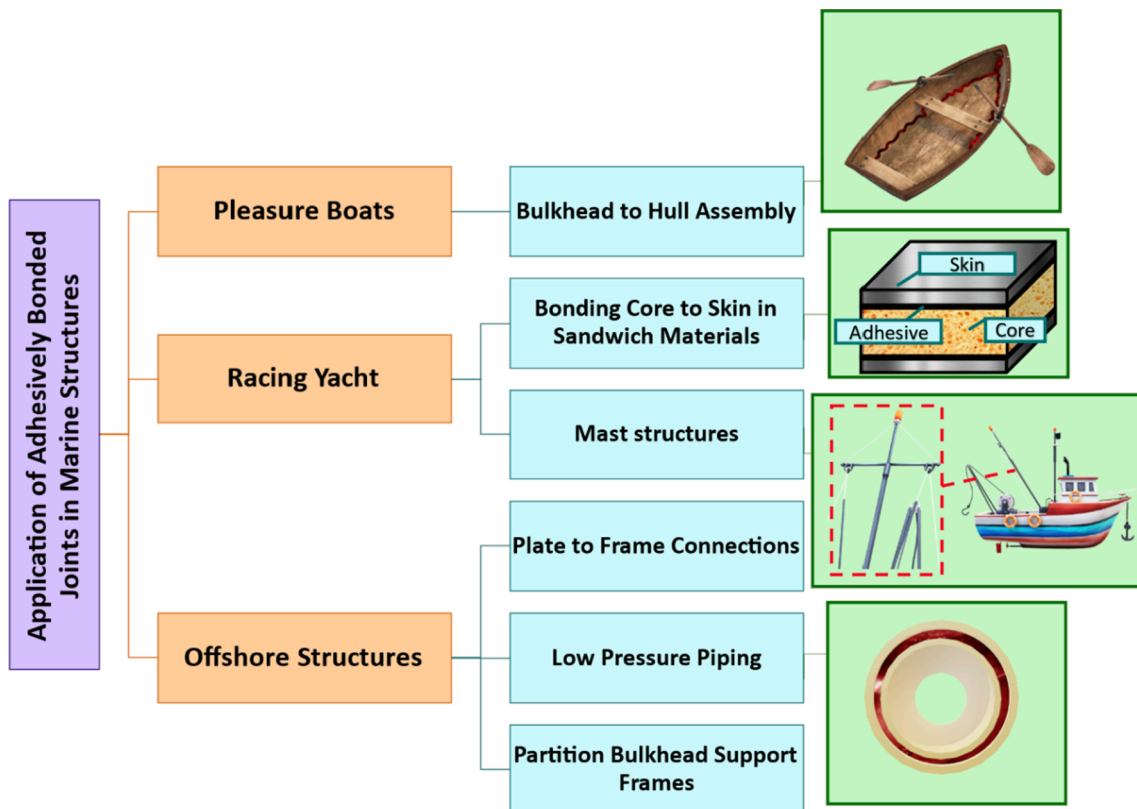 Application of Adhesively Bonded
Joints in Marine Structures
Pleasure Boats
Bulkhead to Hull Assembly
Racing Yacht
Bonding Core to Skin in
Sandwich Materials
Skin
Adhesive
Core
Mast structures
Offshore Structures
Plate to Frame Connections
Low Pressure Piping
Partition Bulkhead Support
Frames